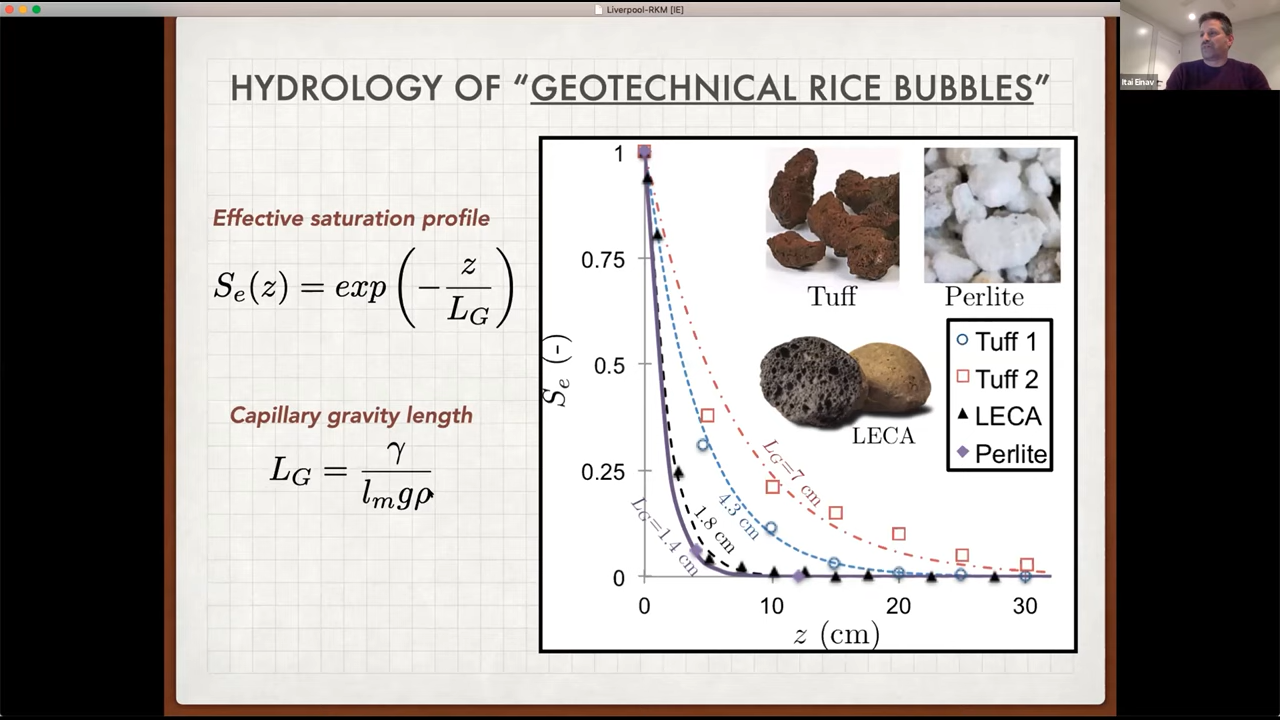 Liverpool-RKM [IE]
Itai Einav
HYDROLOGY OF “GEOTECHNICAL RICE BUBBLES”
Effective saturation profile
S_e(z) = exp(-z/L_G)
Capillary gravity length
L_G = γ/(l_m gρ)
1
0.75
0.5
0.25
0
S_e (-)
0 10 20 30
z (cm)
Tuff
Perlite
LECA
Tuff 1
Tuff 2
LECA
Perlite
L_G=7 cm
4.3 cm
1.8 cm
L_G=1.4 cm